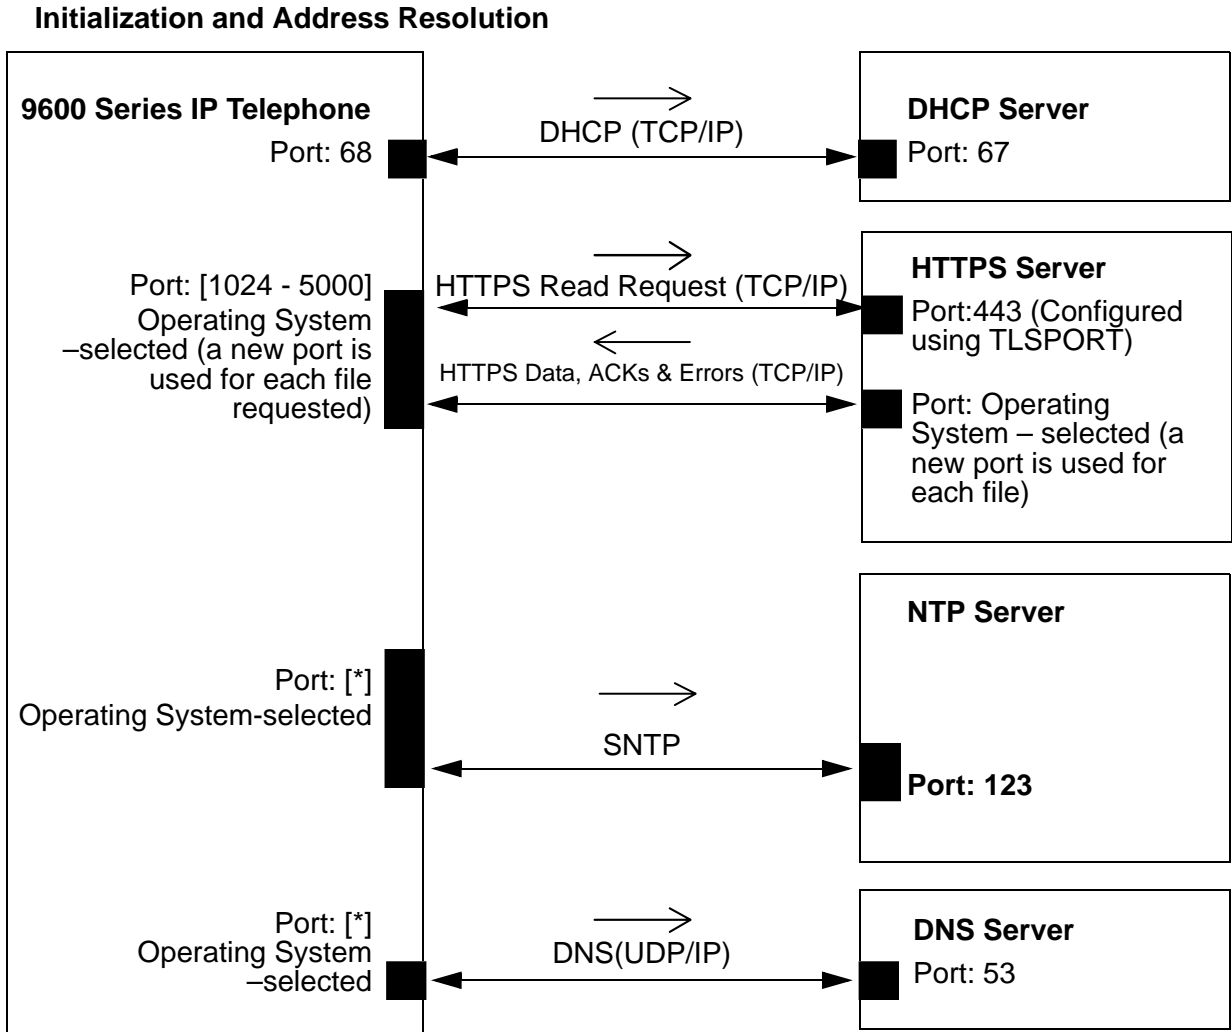 Initialization and Address Resolution
9600 Series IP Telephone
Port: 68
DHCP (TCP/IP)
DHCP Server
Port: 67
Port: [1024 - 5000]
Operating System
–selected (a new port is
used for each file
requested)
HTTPS Read Request (TCP/IP)
HTTPS Data, ACKs & Errors (TCP/IP)
HTTPS Server
Port:443 (Configured
using TLSPORT)
Port: Operating
System – selected (a
new port is used for
each file)
Port: [*]
Operating System-selected
SNTP
NTP Server
Port: 123
Port: [*]
Operating System
–selected
DNS(UDP/IP)
DNS Server
Port: 53